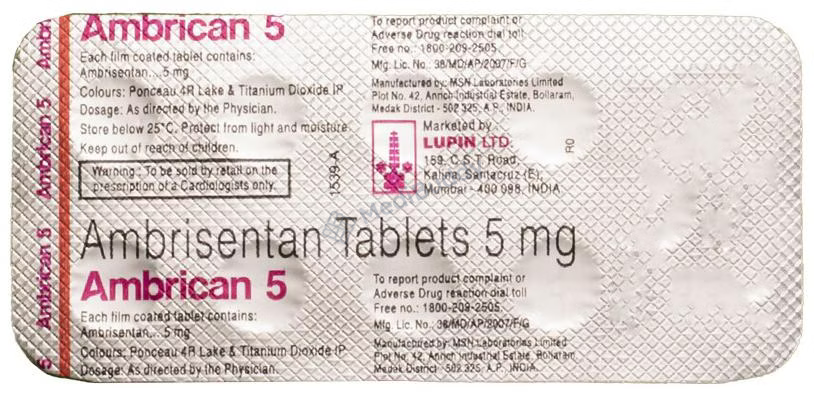 Ambrican 5
Each film coated tablet contains:
Ambrisentan....5 mg
Colours: Ponceau 4R Lake & Titanium Dioxide IP.
Dosage: As directed by the Physician.
Store below 25°C. Protect from light and moisture.
Keep out of reach of children.
Warning: To be sold by retail on the
prescription of a Cardiologists only.
1539-A
To report product complaint or
Adverse Drug reaction dial toll
Free no.: 1800-209-2505.
Mfg. Lic. No.: 38/MD/AP/2007/F/G
Manufactured by: MSN Laboratories Limited
Plot No. 42, Anrich Industrial Estate, Bollaram,
Medak District - 502 325. A.P., INDIA.
Marketed by
LUPIN LTD.
159, C.S.T. Road,
Kalina, Santacruz (E),
Mumbai - 400 098. INDIA
R0
Ambrisentan Tablets 5 mg
Ambrican 5
Each film coated tablet contains:
Ambrisentan....5 mg
Colours: Ponceau 4R Lake & Titanium Dioxide IP.
Dosage: As directed by the Physician.
To report product complaint or
Adverse Drug reaction dial toll
Free no.: 1800-209-2505.
Mfg. Lic. No.: 38/MD/AP/2007/F/G
Manufactured by: MSN Laboratories Limited
Plot No. 42, Anrich Industrial Estate, Bollaram,
Medak District - 502 325. A.P., INDIA.
5
Ambrican 5
Ambrican 5
Ambr